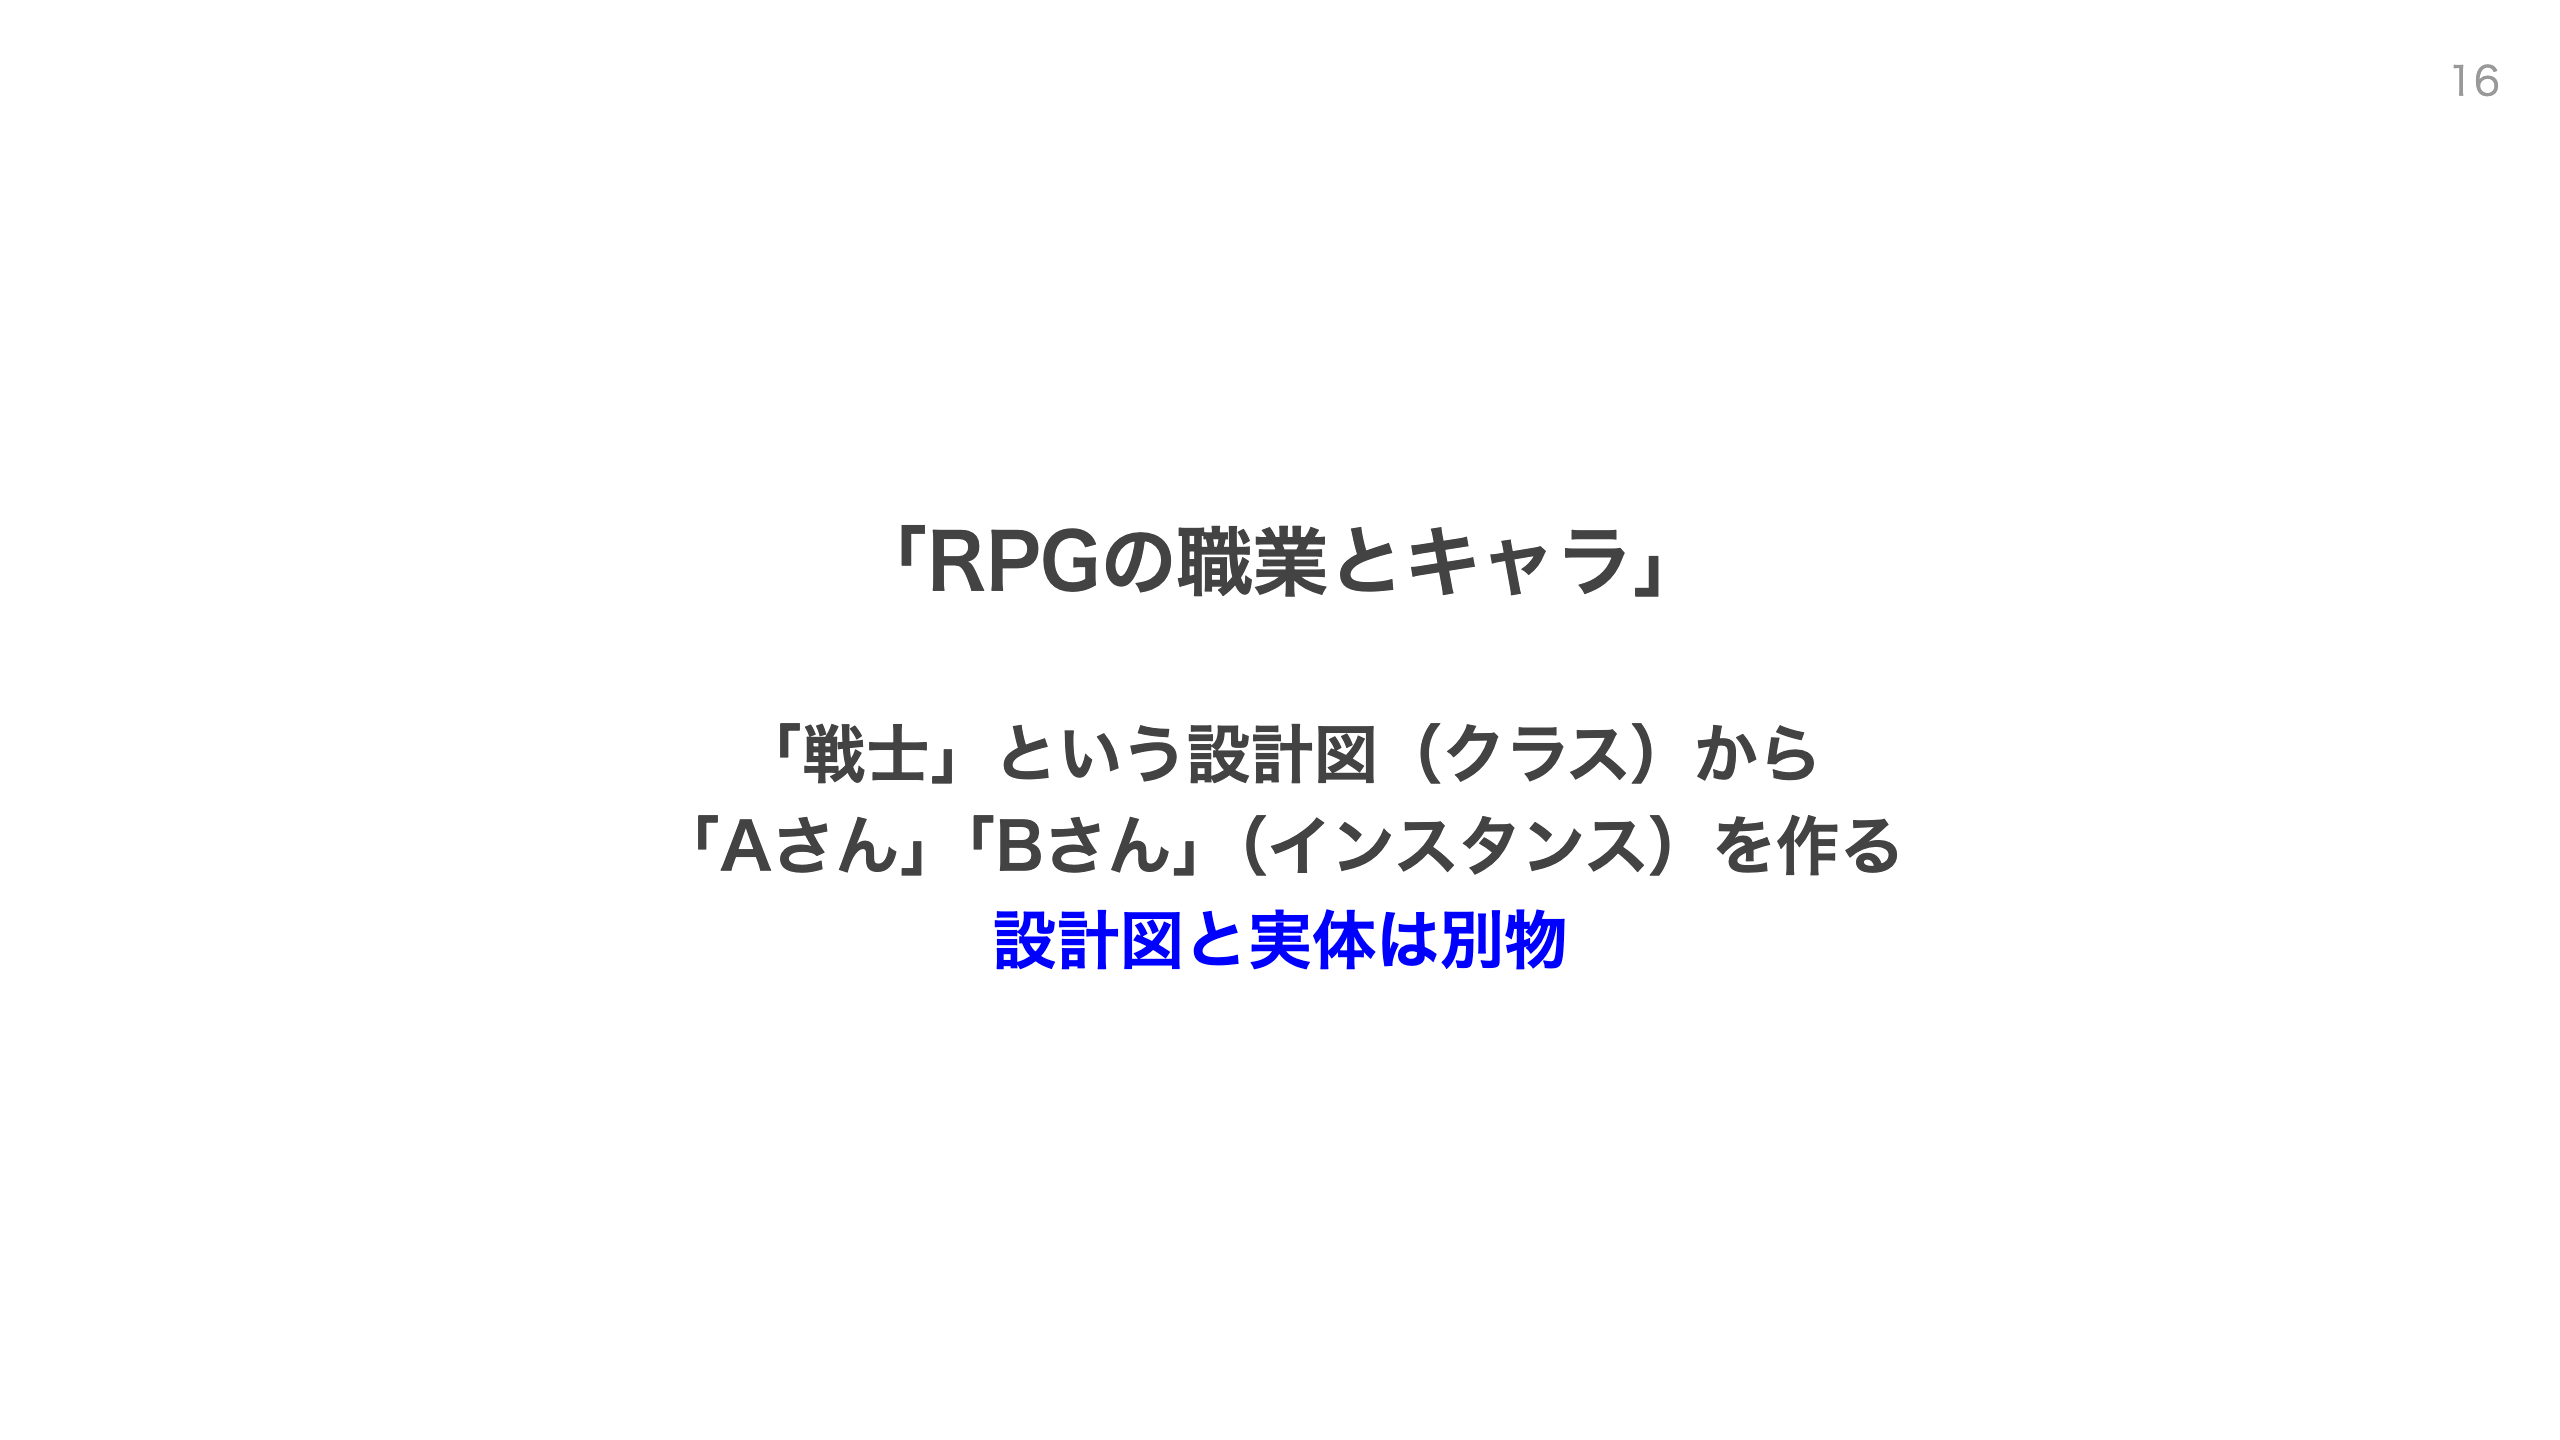 16
「RPGの職業とキャラ」
「戦士」という設計図（クラス）から
「Aさん」「Bさん」（インスタンス）を作る
設計図と実体は別物